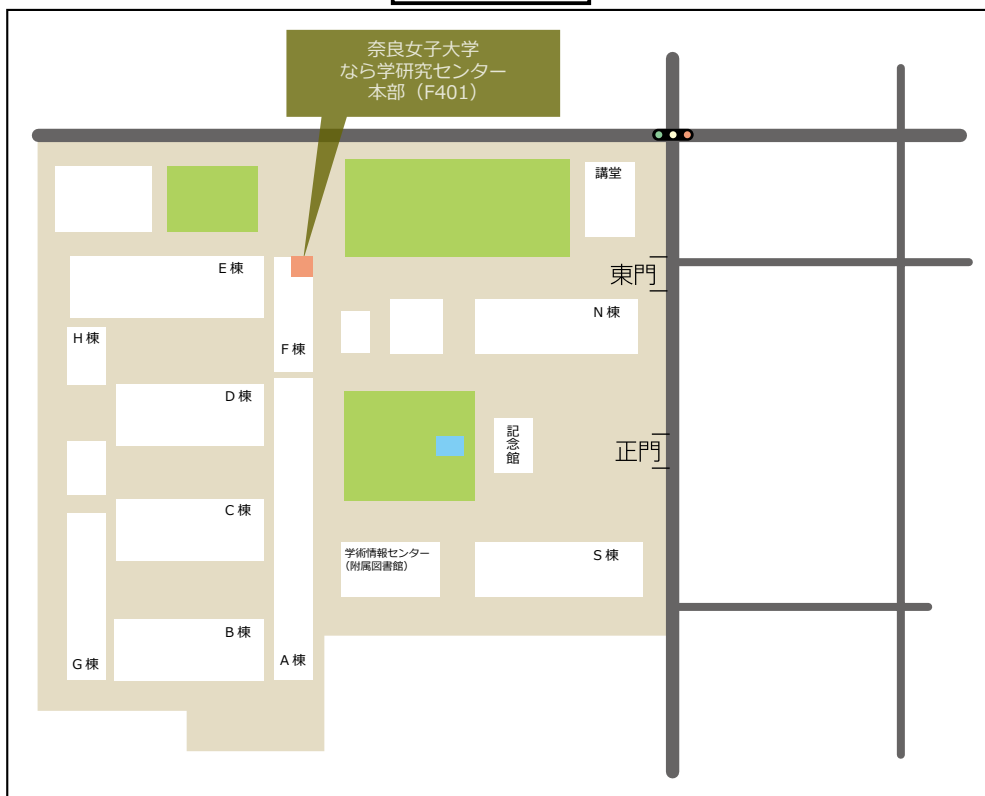 奈良女子大学
なら学研究センター
本部（F401）
講堂
E 棟
東門
N 棟
H 棟
F 棟
D 棟
記念館
正門
C 棟
学術情報センター
（附属図書館）
S 棟
B 棟
G 棟
A 棟